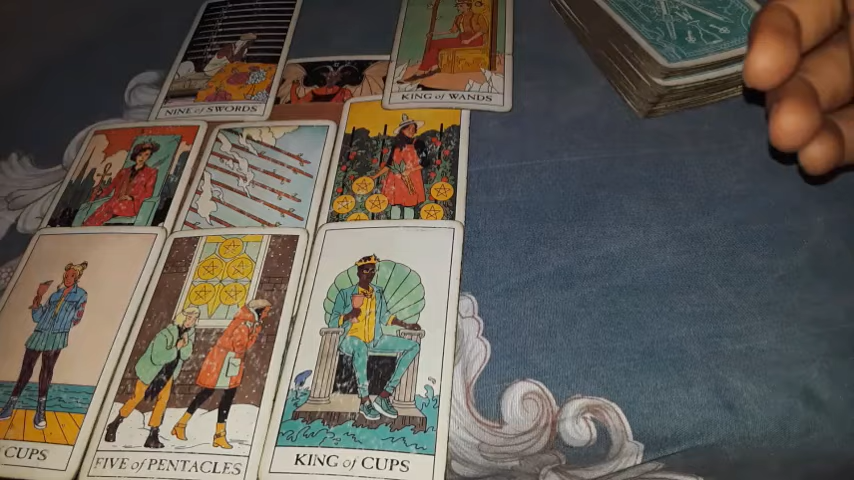 NINE of SWORDS
KING of WANDS
CUPS
FIVE of PENTACLES
KING of CUPS